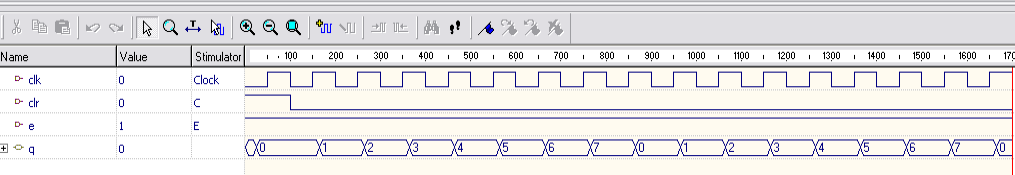 Name Value Stimulator 100 200 300 400 500 600 700 800 900 1000 1100 1200 1300 1400 1500 1600 170
clk 0 Clock
clr 0 C
e 1 E
q 0 0 1 2 3 4 5 6 7 0 1 2 3 4 5 6 7 0